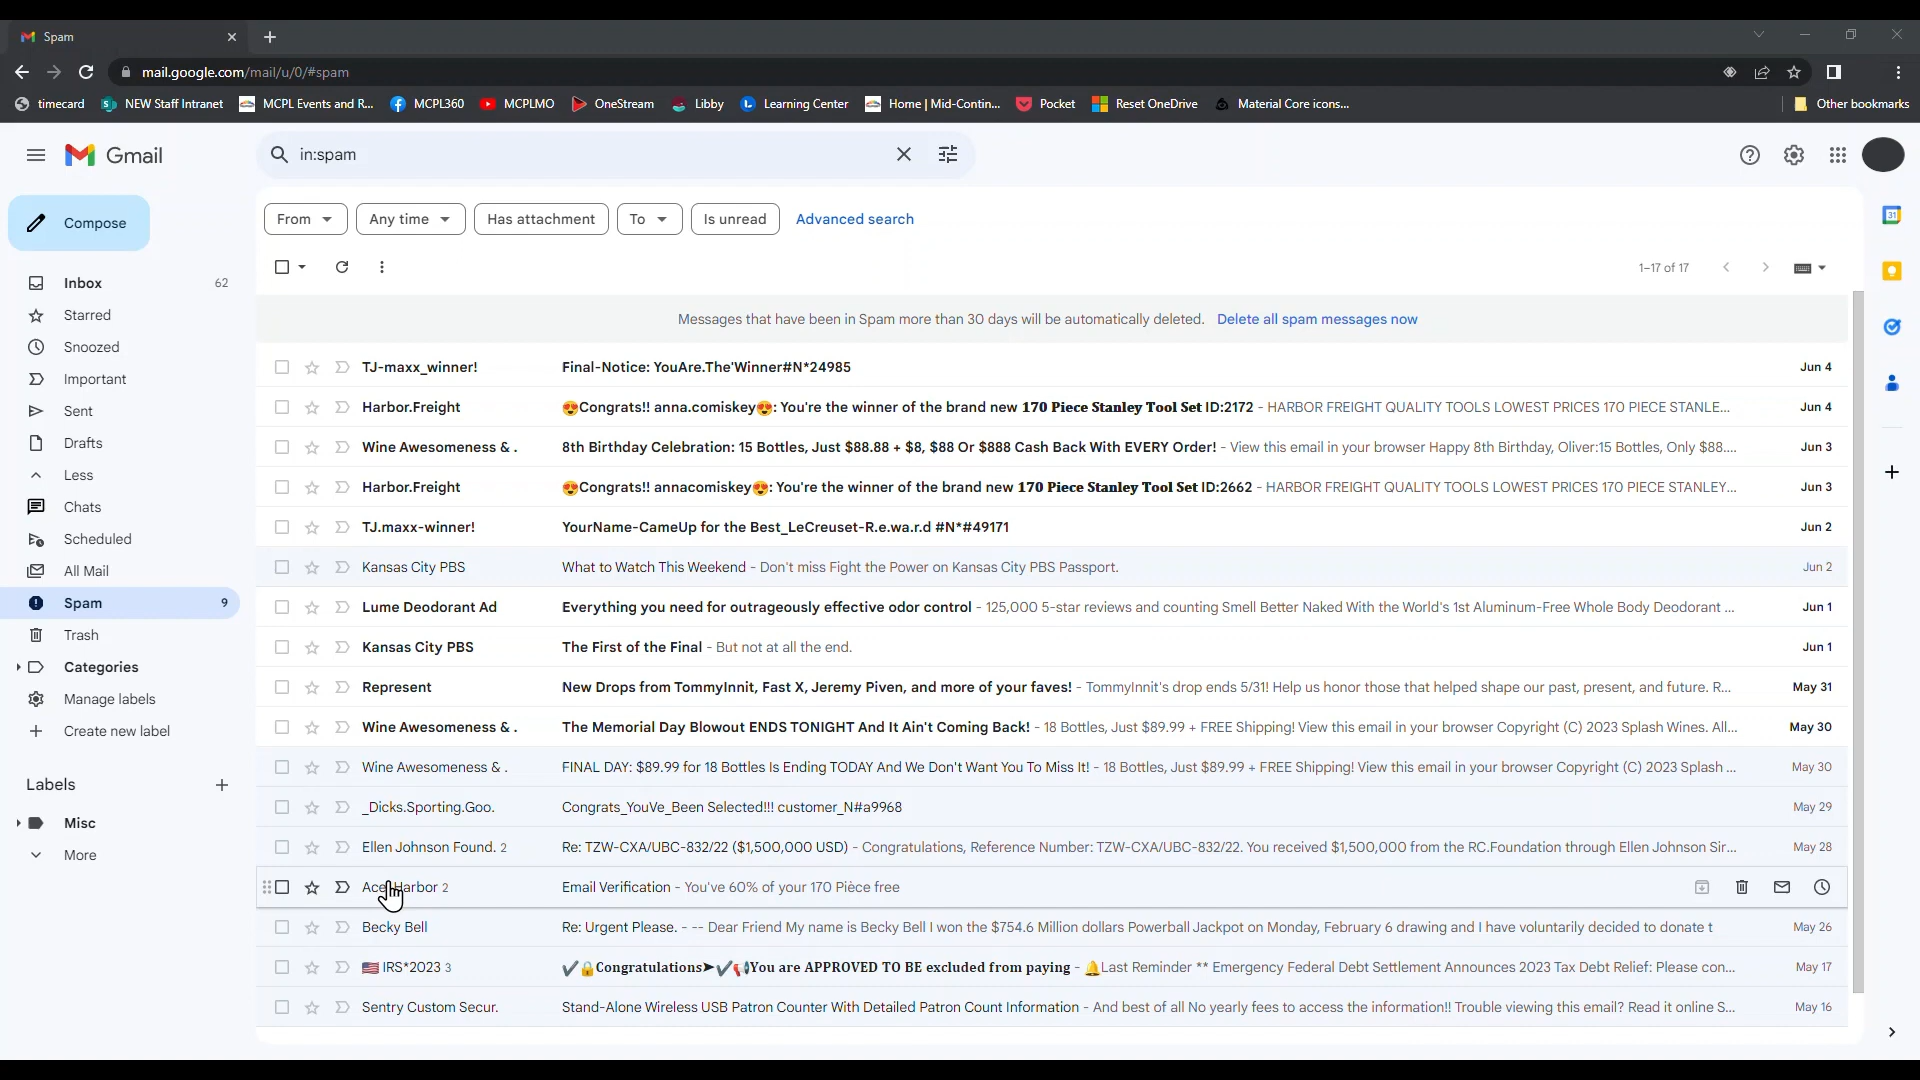 Spam
mail.google.com/mail/u/0/#spam
timecard NEW Staff Intranet MCPL Events and R... MCPL360 MCPLMO OneStream Libby Learning Center Home | Mid-Contin... Pocket Reset OneDrive Material Core icons... Other bookmarks
Gmail
in:spam
Compose
From Any time Has attachment To Is unread Advanced search
1–17 of 17
Inbox 62
Starred
Snoozed
Important
Sent
Drafts
Less
Chats
Scheduled
All Mail
Spam 9
Trash
Categories
Manage labels
Create new label
Labels
Misc
More
Messages that have been in Spam more than 30 days will be automatically deleted. Delete all spam messages now
TJ-maxx_winner! Final-Notice: YouAre.The'Winner#N*24985 Jun 4
Harbor.Freight 😍Congrats!! anna.comiskey😍: You're the winner of the brand new 170 Piece Stanley Tool Set ID:2172 - HARBOR FREIGHT QUALITY TOOLS LOWEST PRICES 170 PIECE STANLE... Jun 4
Wine Awesomeness & . 8th Birthday Celebration: 15 Bottles, Just $88.88 + $8, $88 Or $888 Cash Back With EVERY Order! - View this email in your browser Happy 8th Birthday, Oliver:15 Bottles, Only $88.... Jun 3
Harbor.Freight 😍Congrats!! annacomiskey😍: You're the winner of the brand new 170 Piece Stanley Tool Set ID:2662 - HARBOR FREIGHT QUALITY TOOLS LOWEST PRICES 170 PIECE STANLEY... Jun 3
TJ.maxx-winner! YourName-CameUp for the Best_LeCreuset-R.e.wa.r.d #N*#49171 Jun 2
Kansas City PBS What to Watch This Weekend - Don't miss Fight the Power on Kansas City PBS Passport. Jun 2
Lume Deodorant Ad Everything you need for outrageously effective odor control - 125,000 5-star reviews and counting Smell Better Naked With the World's 1st Aluminum-Free Whole Body Deodorant ... Jun 1
Kansas City PBS The First of the Final - But not at all the end. Jun 1
Represent New Drops from TommyInnit, Fast X, Jeremy Piven, and more of your faves! - TommyInnit's drop ends 5/31! Help us honor those that helped shape our past, present, and future. R... May 31
Wine Awesomeness & . The Memorial Day Blowout ENDS TONIGHT And It Ain't Coming Back! - 18 Bottles, Just $89.99 + FREE Shipping! View this email in your browser Copyright (C) 2023 Splash Wines. All... May 30
Wine Awesomeness & . FINAL DAY: $89.99 for 18 Bottles Is Ending TODAY And We Don't Want You To Miss It! - 18 Bottles, Just $89.99 + FREE Shipping! View this email in your browser Copyright (C) 2023 Splash ... May 30
_Dicks.Sporting.Goo. Congrats_YouVe_Been Selected!!! customer_N#a9968 May 29
Ellen Johnson Found. 2 Re: TZW-CXA/UBC-832/22 ($1,500,000 USD) - Congratulations, Reference Number: TZW-CXA/UBC-832/22. You received $1,500,000 from the RC.Foundation through Ellen Johnson Sir... May 28
Harbor 2 Email Verification - You've 60% of your 170 Pièce free
Becky Bell Re: Urgent Please. - -- Dear Friend My name is Becky Bell I won the $754.6 Million dollars Powerball Jackpot on Monday, February 6 drawing and I have voluntarily decided to donate t May 26
🇺🇸IRS*2023 3 ✔🔒Congratulations➤✔📢You are APPROVED TO BE excluded from paying - 🔔Last Reminder ** Emergency Federal Debt Settlement Announces 2023 Tax Debt Relief: Please con... May 17
Sentry Custom Secur. Stand-Alone Wireless USB Patron Counter With Detailed Patron Count Information - And best of all No yearly fees to access the information!! Trouble viewing this email? Read it online S... May 16
31